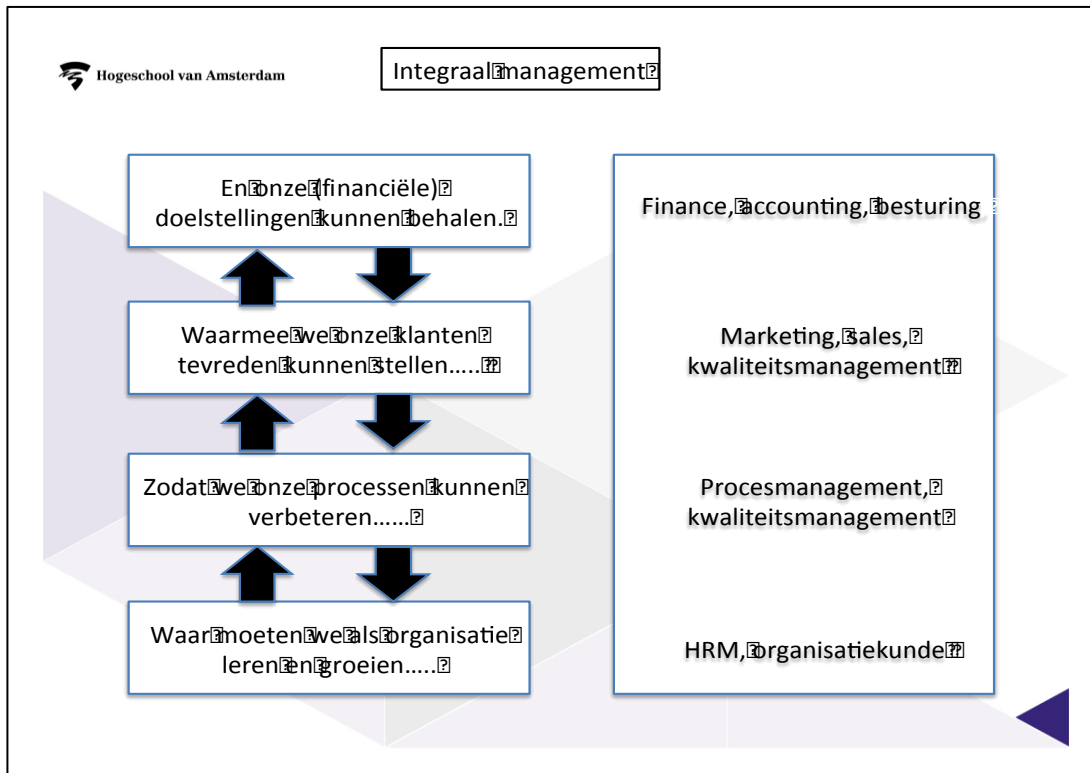 Hogeschool van Amsterdam
Integraal management
En onze (financiële)
doelstellingen kunnen behalen.
Waarmee we onze klanten
tevreden kunnen stellen.....
Zodat we onze processen kunnen
verbeteren......
Waar moeten we als organisatie
leren en groeien.....
Finance, accounting, besturing
Marketing, sales,
kwaliteitsmanagement
Procesmanagement,
kwaliteitsmanagement
HRM, organisatiekunde